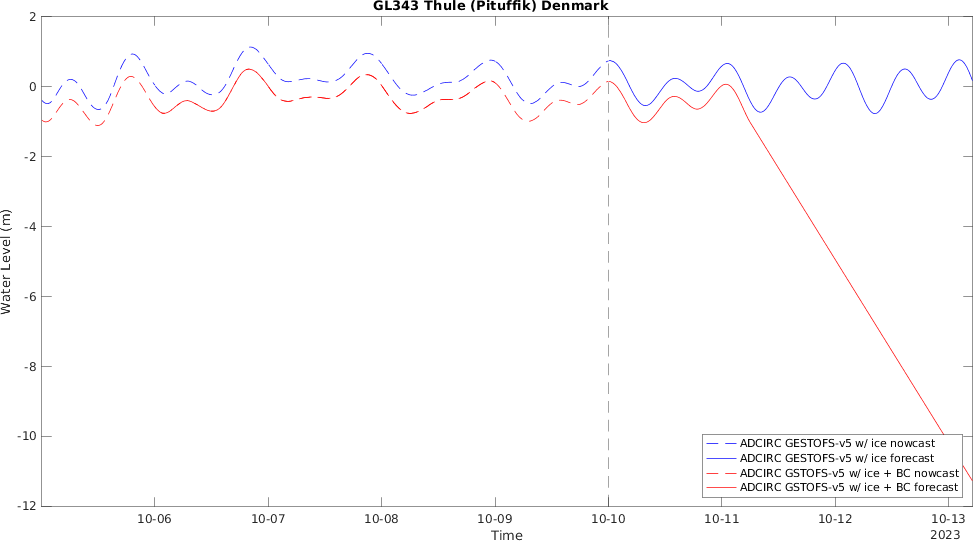 GL343 Thule (Pituffik) Denmark
2
0
-2
-4
-6
-8
-10
-12
Water Level (m)
ADCIRC GESTOFS-v5 w/ ice nowcast
ADCIRC GESTOFS-v5 w/ ice forecast
ADCIRC GSTOFS-v5 w/ ice + BC nowcast
ADCIRC GSTOFS-v5 w/ ice + BC forecast
10-06 10-07 10-08 10-09 10-10 10-11 10-12 10-13
2023
Time